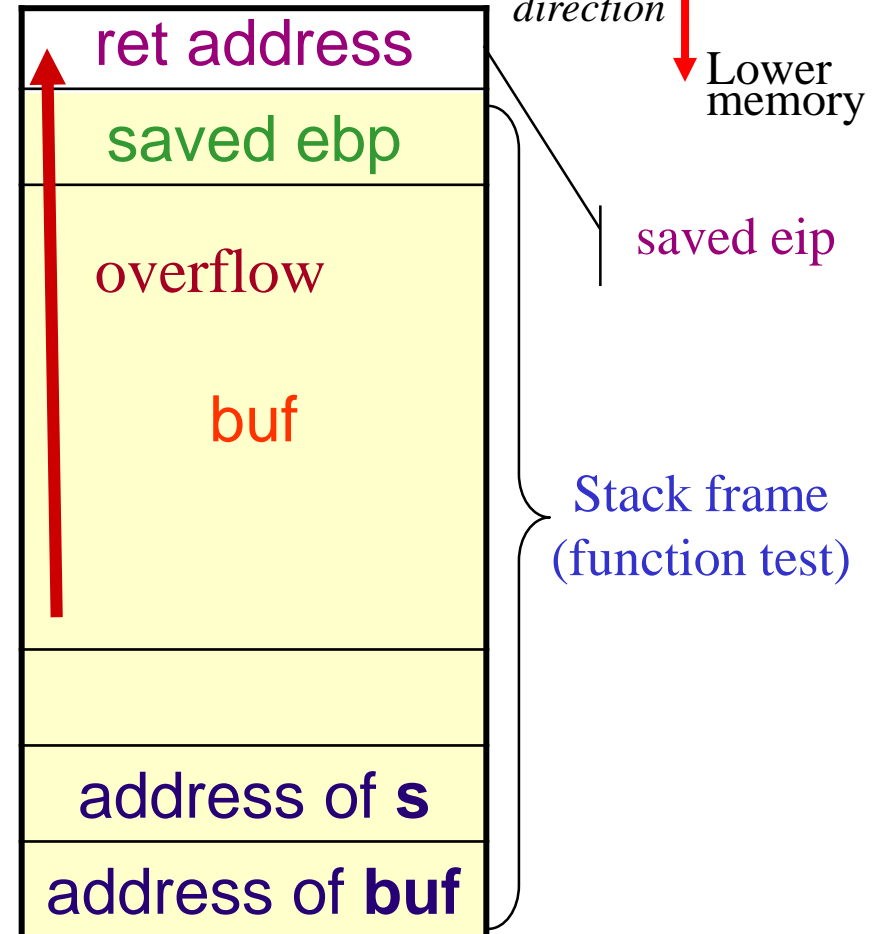 direction
ret address
Lower
memory
saved ebp
saved eip
overflow
buf
Stack frame
(function test)
address of s
address of buf